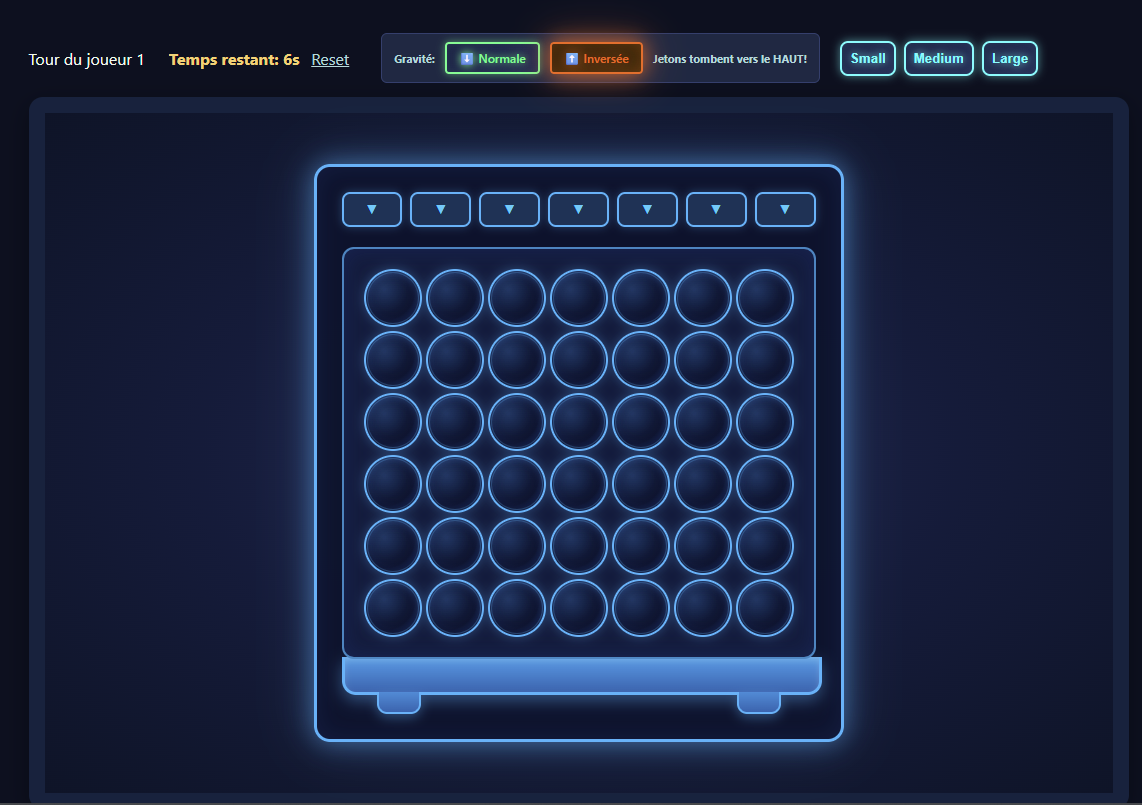 Tour du joueur 1 Temps restant: 6s Reset Gravité: ⬇️ Normale ⬆️ Inversée Jetons tombent vers le HAUT! Small Medium Large
▼ ▼ ▼ ▼ ▼ ▼ ▼